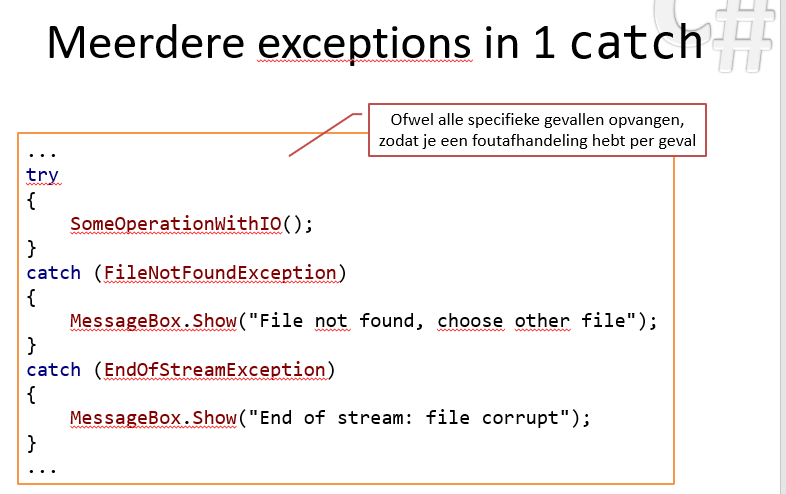 C#
Meerdere exceptions in 1 catch
Ofwel alle specifieke gevallen opvangen,
zodat je een foutafhandeling hebt per geval
...
try
{
    SomeOperationWithIO();
}
catch (FileNotFoundException)
{
    MessageBox.Show("File not found, choose other file");
}
catch (EndOfStreamException)
{
    MessageBox.Show("End of stream: file corrupt");
}
...